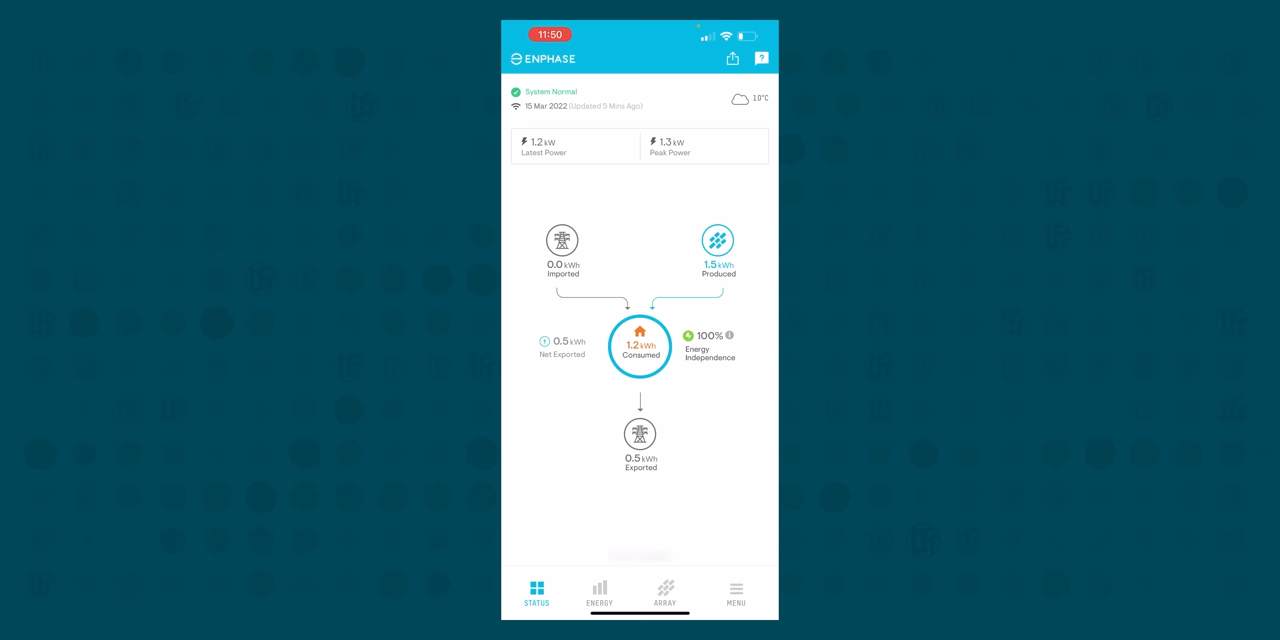 11:50
ENPHASE
?
System Normal
15 Mar 2022 (Updated 5 Mins Ago)
10°C
1.2 kW
Latest Power
1.3 kW
Peak Power
0.0 kWh
Imported
1.5 kWh
Produced
0.5 kWh
Net Exported
1.2 kWh
Consumed
100% i
Energy
Independence
0.5 kWh
Exported
STATUS
ENERGY
ARRAY
MENU